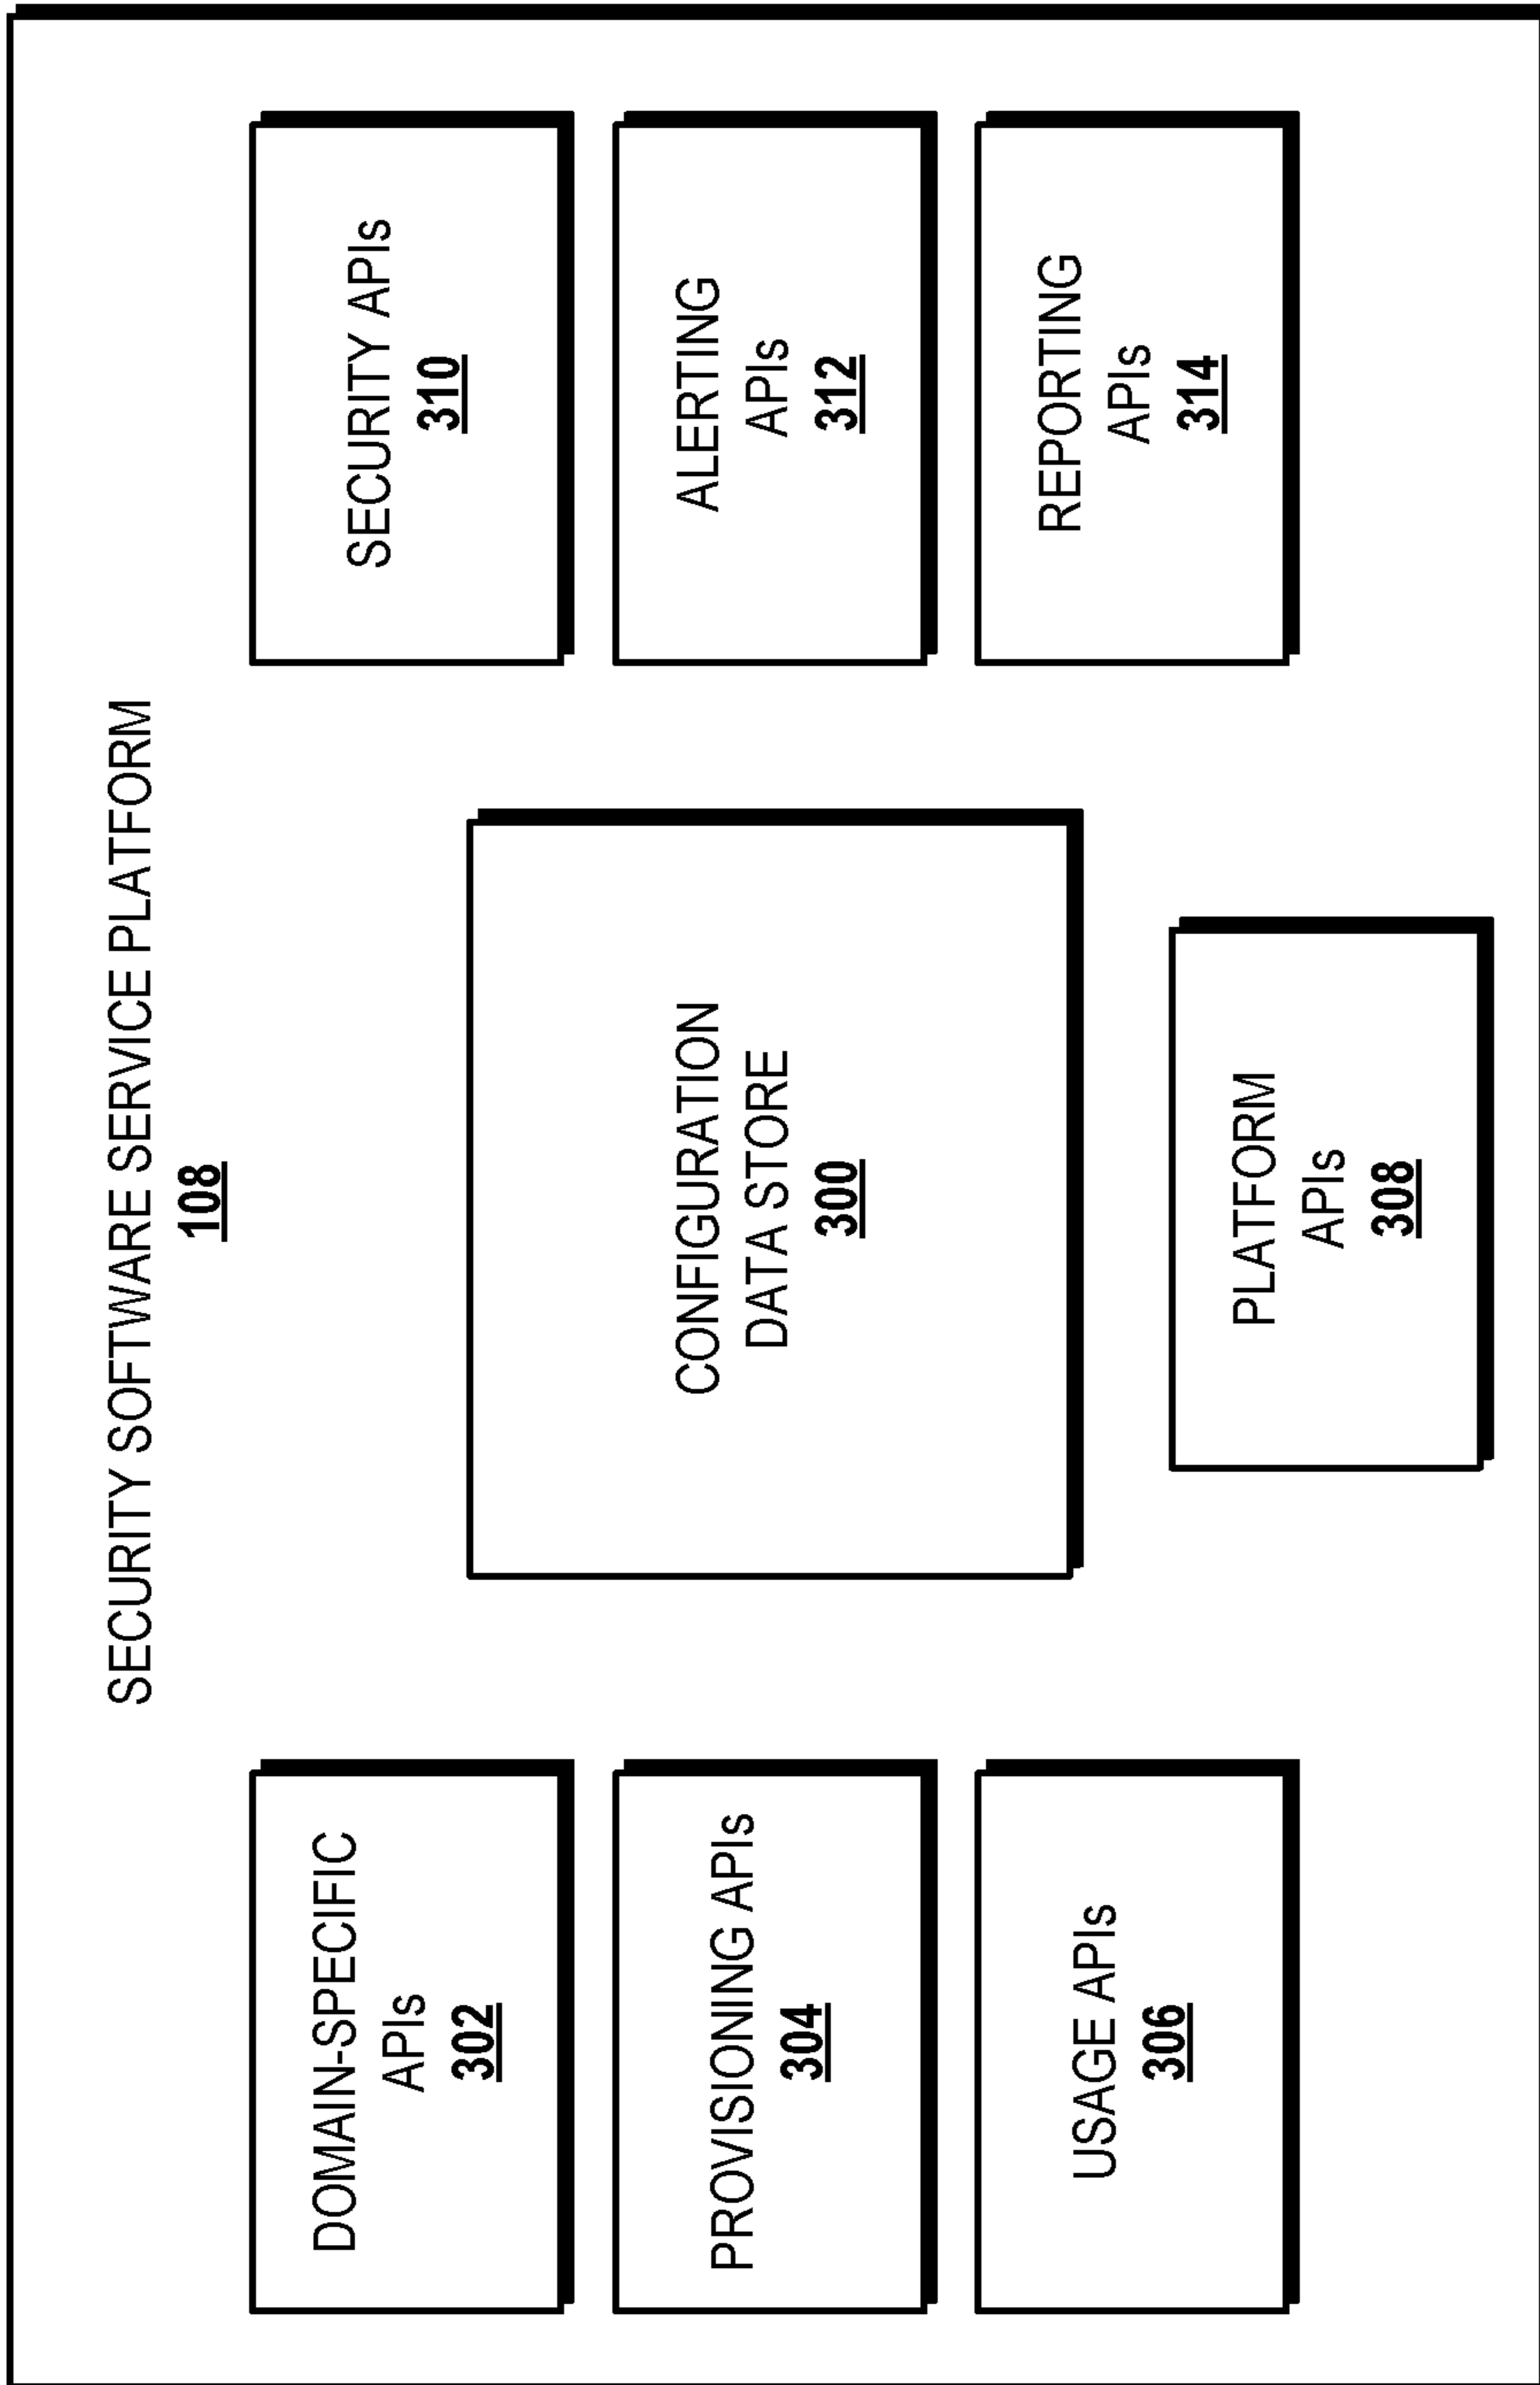 SECURITY SOFTWARE SERVICE PLATFORM
108
DOMAIN-SPECIFIC
APIs
302
PROVISIONING APIs
304
USAGE APIs
306
CONFIGURATION
DATA STORE
300
PLATFORM
APIs
308
SECURITY APIs
310
ALERTING
APIs
312
REPORTING
APIs
314